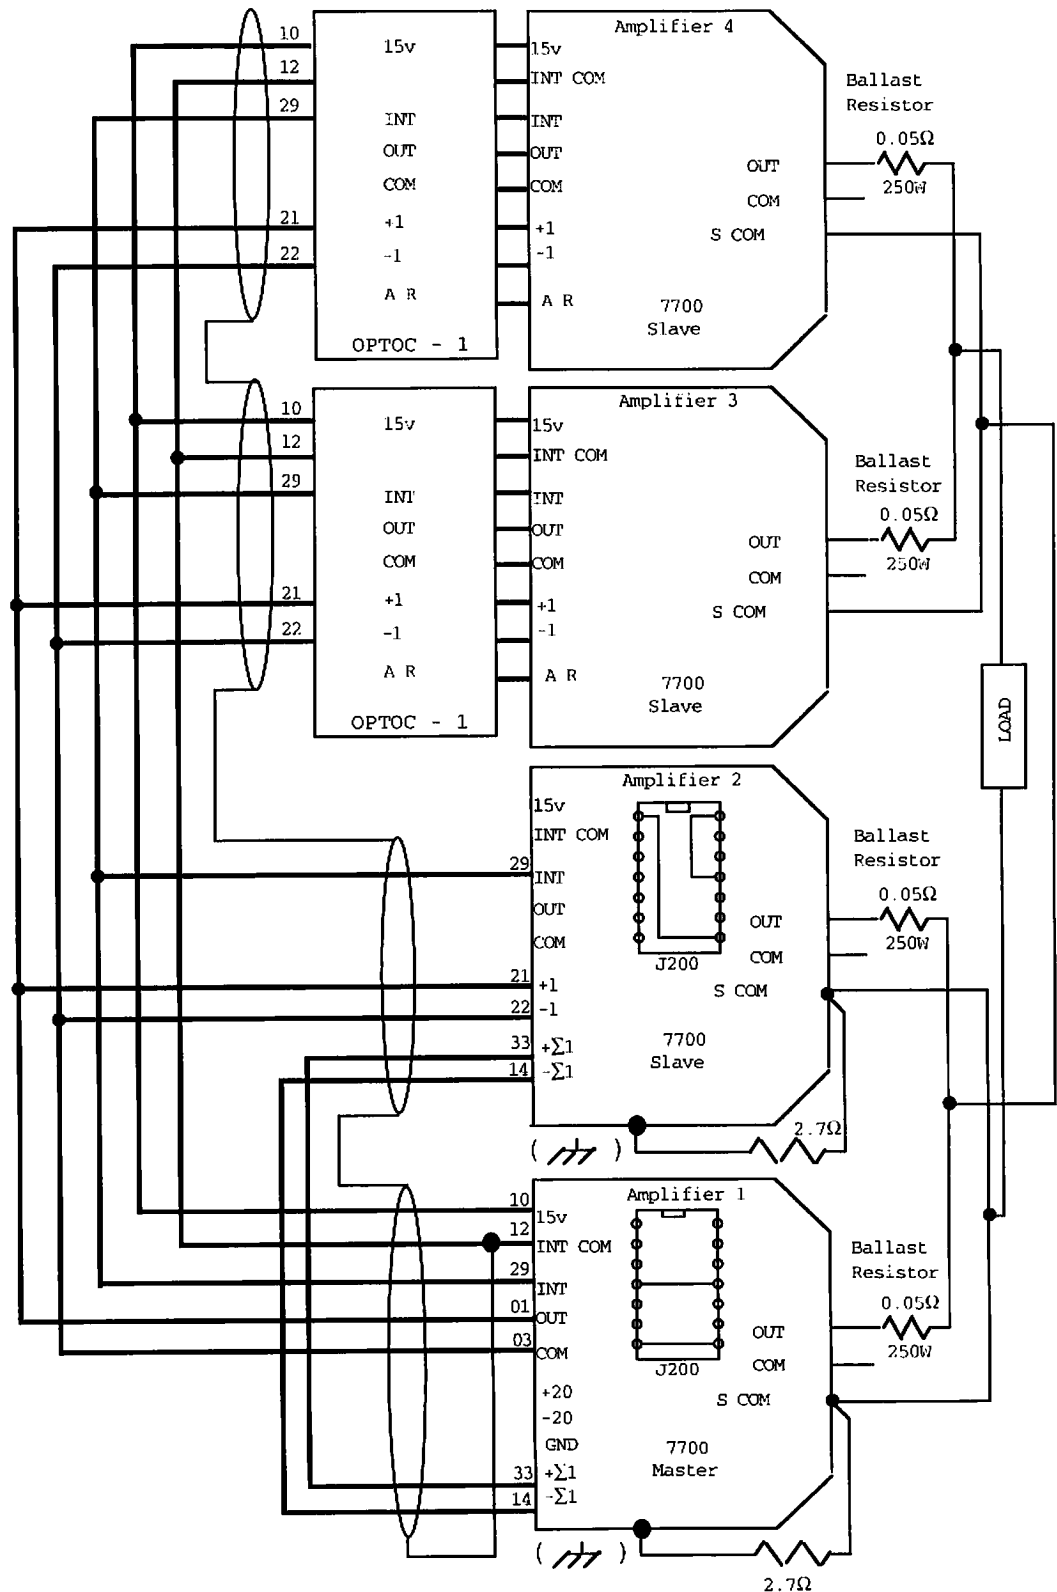 Amplifier 4
10
15v
15v
12
INT COM
Ballast
Resistor
29
INT
INT
0.05Ω
OUT
OUT
OUT
250W
COM
COM
COM
21
+1
+1
S COM
22
-1
-1
A R
A R
7700
Slave
OPTOC - 1
Amplifier 3
10
15v
15v
12
INT COM
Ballast
Resistor
29
INT
INT
0.05Ω
OUT
OUT
OUT
250W
COM
COM
COM
21
+1
+1
S COM
22
-1
-1
A R
A R
7700
Slave
OPTOC - 1
LOAD
Amplifier 2
15v
INT COM
Ballast
Resistor
29
INT
0.05Ω
OUT
OUT
250W
COM
COM
J200
21
+1
S COM
22
-1
33
+Σ1
7700
Slave
14
-Σ1
2.7Ω
( )
Amplifier 1
10
15v
12
INT COM
Ballast
Resistor
29
INT
0.05Ω
01
OUT
OUT
250W
03
COM
COM
J200
+20
S COM
-20
GND
7700
Master
33
+Σ1
14
-Σ1
( )
2.7Ω